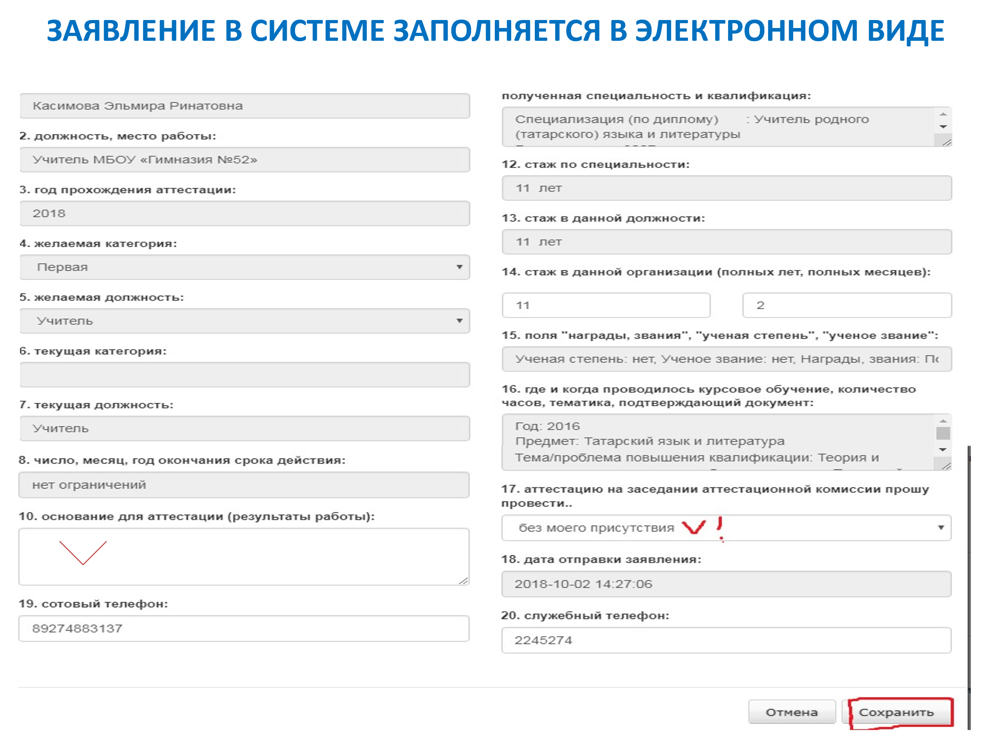 ЗАЯВЛЕНИЕ В СИСТЕМЕ ЗАПОЛНЯЕТСЯ В ЭЛЕКТРОННОМ ВИДЕ
Касимова Эльмира Ринатовна
2. должность, место работы:
Учитель МБОУ «Гимназия №52»
3. год прохождения аттестации:
2018
4. желаемая категория:
Первая
5. желаемая должность:
Учитель
6. текущая категория:
7. текущая должность:
Учитель
8. число, месяц, год окончания срока действия:
нет ограничений
10. основание для аттестации (результаты работы):
19. сотовый телефон:
89274883137
полученная специальность и квалификация:
Специализация (по диплому) : Учитель родного
(татарского) языка и литературы
12. стаж по специальности:
11 лет
13. стаж в данной должности:
11 лет
14. стаж в данной организации (полных лет, полных месяцев):
11 2
15. поля "награды, звания", "ученая степень", "ученое звание":
Ученая степень: нет, Ученое звание: нет, Награды, звания:
16. где и когда проводилось курсовое обучение, количество
часов, тематика, подтверждающий документ:
Год: 2016
Предмет: Татарский язык и литература
Тема/проблема повышения квалификации: Теория и
17. аттестацию на заседании аттестационной комиссии прошу
провести..
без моего присутствия !
18. дата отправки заявления:
2018-10-02 14:27:06
20. служебный телефон:
2245274
Отмена Сохранить